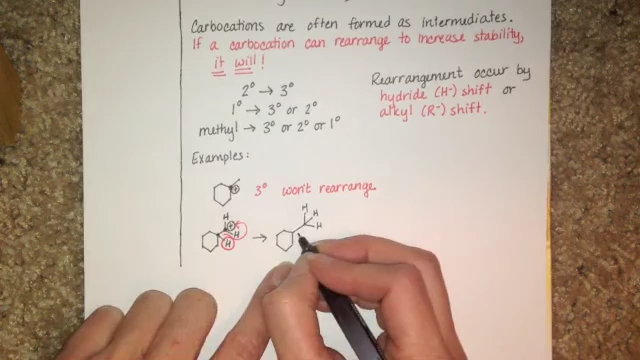 Carbocations are often formed as intermediates.
If a carbocation can rearrange to increase stability,
it will!
2° → 3°
1° → 3° or 2°
methyl → 3° or 2° or 1°
Rearrangement occur by
hydride (H⁻) shift or
alkyl (R⁻) shift.
Examples:
⊕ 3° won't rearrange.
H
⊕
H
H
→
H
H
H